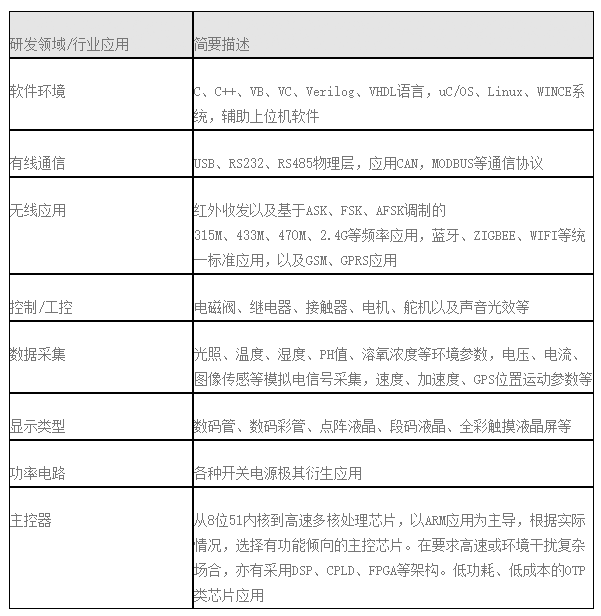 研发领域/行业应用
简要描述
软件环境
C、C++、VB、VC、Verilog、VHDL语言，uC/OS、Linux、WINCE系
统，辅助上位机软件
有线通信
USB、RS232、RS485物理层，应用CAN，MODBUS等通信协议
无线应用
红外收发以及基于ASK、FSK、AFSK调制的
315M、433M、470M、2.4G等频率应用，蓝牙、ZIGBEE、WIFI等统
一标准应用，以及GSM、GPRS应用
控制/工控
电磁阀、继电器、接触器、电机、舵机以及声音光效等
数据采集
光照、温度、湿度、PH值、溶氧浓度等环境参数，电压、电流、
图像传感等模拟电信号采集，速度、加速度、GPS位置运动参数等
显示类型
数码管、数码彩管、点阵液晶、段码液晶、全彩触摸液晶屏等
功率电路
各种开关电源极其衍生应用
主控器
从8位51内核到高速多核处理芯片，以ARM应用为主导，根据实际
情况，选择有功能倾向的主控芯片。在要求高速或环境干扰复杂
场合，亦有采用DSP、CPLD、FPGA等架构。低功耗、低成本的OTP
类芯片应用